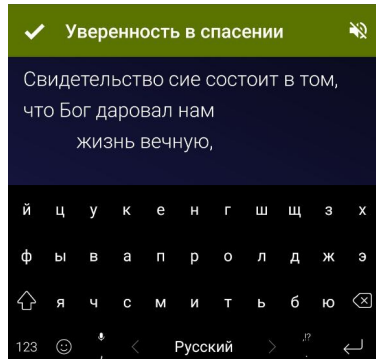 Уверенность в спасении
Свидетельство сие состоит в том,
что Бог даровал нам
жизнь вечную,
й ц у к е н г ш щ з х
ф ы в а п р о л д ж э
я ч с м и т ь б ю
123 Русский .!?